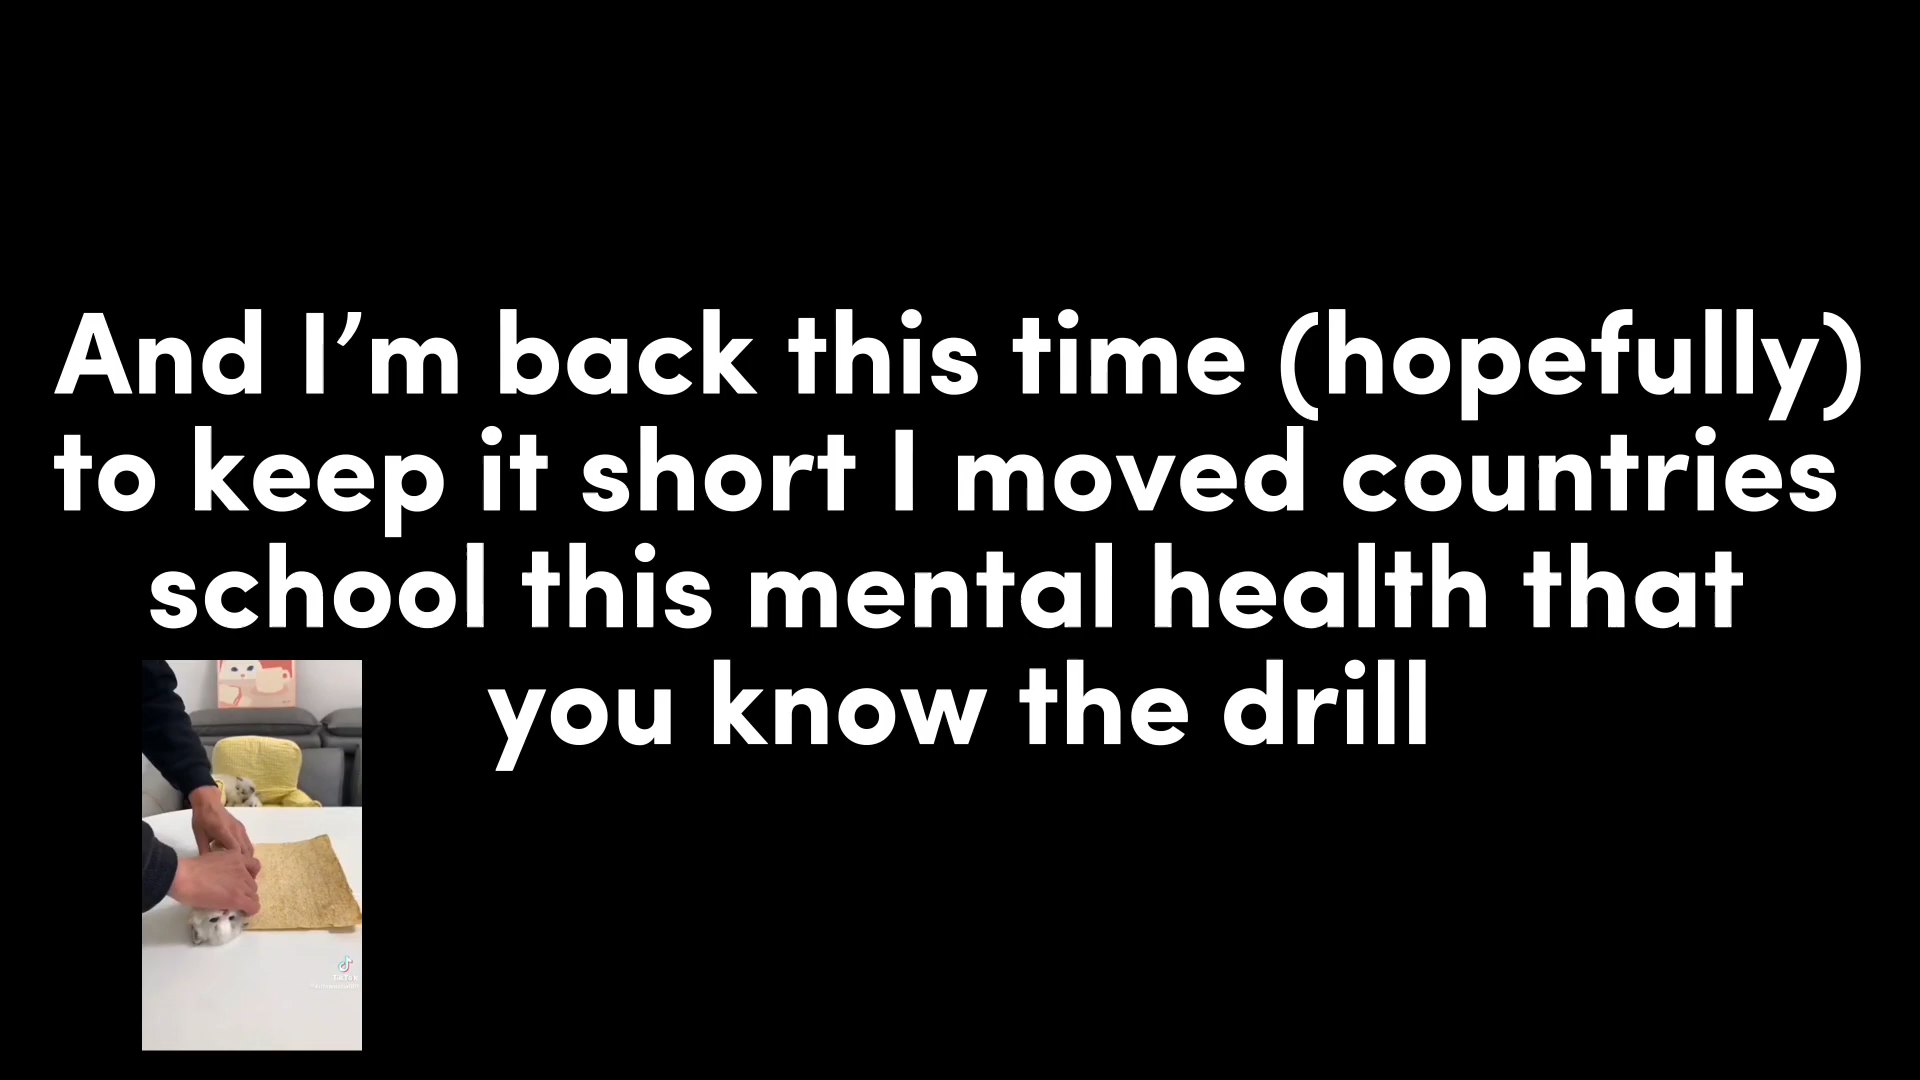 And I’m back this time (hopefully)
to keep it short I moved countries
school this mental health that
you know the drill
TikTok